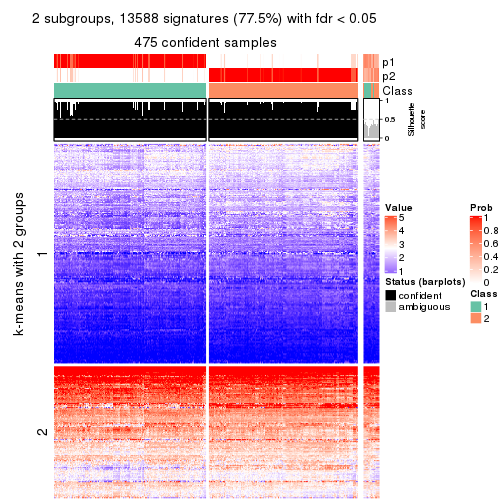 2 subgroups, 13588 signatures (77.5%) with fdr < 0.05
475 confident samples
p1
p2
Class
1
0.5
0
Silhouette
score
k-means with 2 groups
1
2
Value
5
4
3
2
1
Status (barplots)
confident
ambiguous
Prob
1
0.8
0.6
0.4
0.2
0
Class
1
2